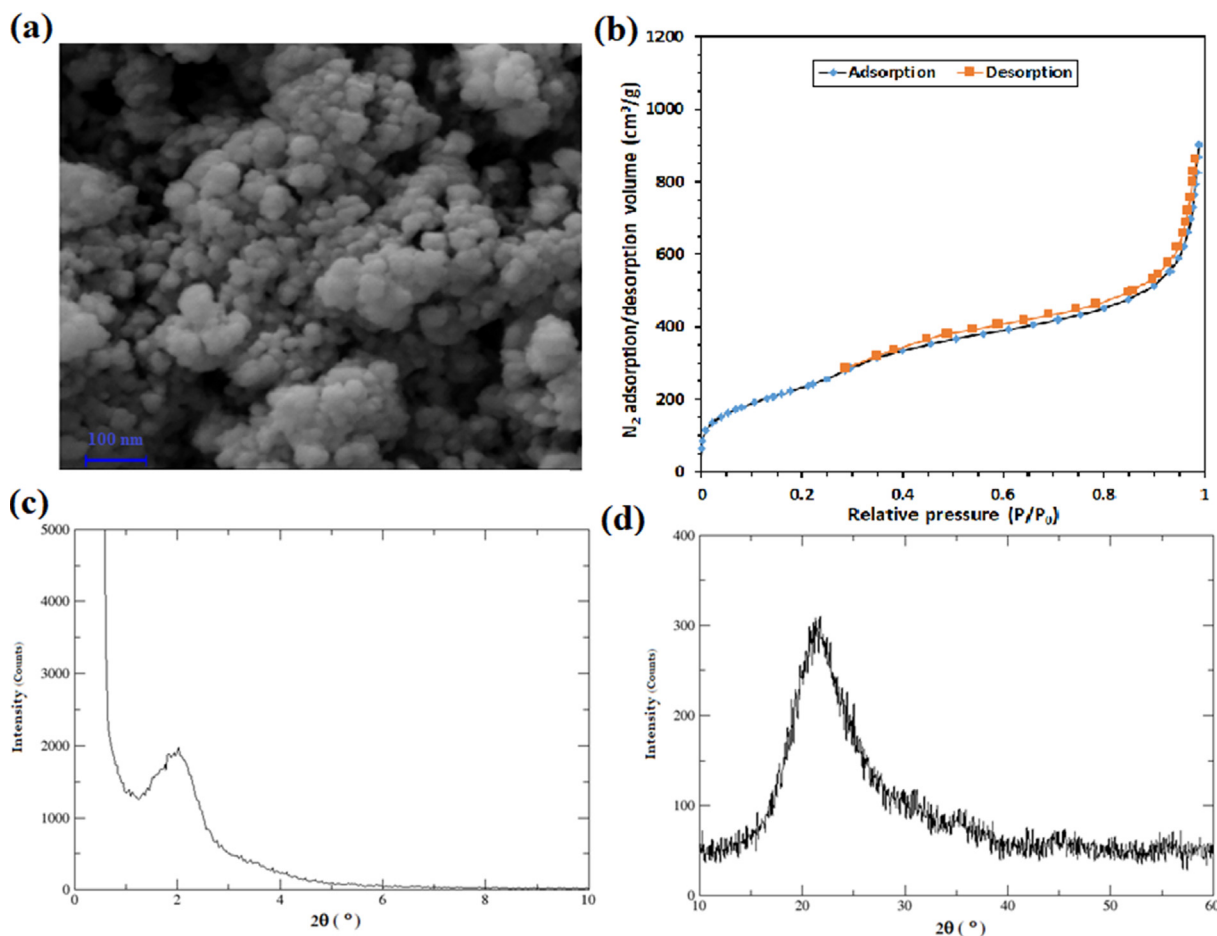 (a)
100 nm
(b)
N₂ adsorption/desorption volume (cm³/g)
1200
1000
800
600
400
200
0
Adsorption
Desorption
0 0.2 0.4 0.6 0.8 1
Relative pressure (P/P₀)
(c)
Intensity (Counts)
5000
4000
3000
2000
1000
0
0 2 4 6 8 10
2θ ( º )
(d)
Intensity (Counts)
400
300
200
100
0
10 20 30 40 50 60
2θ ( º )